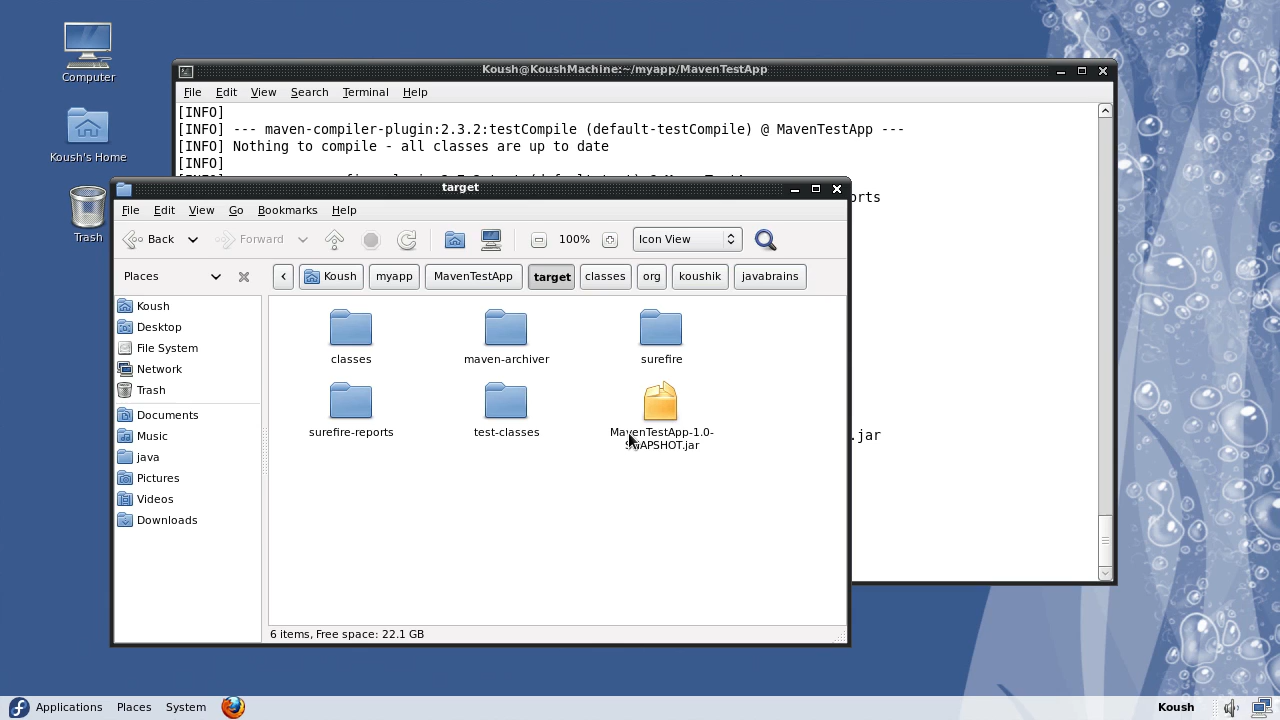 Computer
Koush's Home
Trash
Koush@KoushMachine:~/myapp/MavenTestApp
File Edit View Search Terminal Help
[INFO]
[INFO] --- maven-compiler-plugin:2.3.2:testCompile (default-testCompile) @ MavenTestApp ---
[INFO] Nothing to compile - all classes are up to date
[INFO]
orts
.jar
target
File Edit View Go Bookmarks Help
Back Forward 100% Icon View
Places Koush myapp MavenTestApp target classes org koushik javabrains
Koush
Desktop
File System
Network
Trash
Documents
Music
java
Pictures
Videos
Downloads
classes maven-archiver surefire
surefire-reports test-classes MavenTestApp-1.0-
SNAPSHOT.jar
6 items, Free space: 22.1 GB
Applications Places System Koush